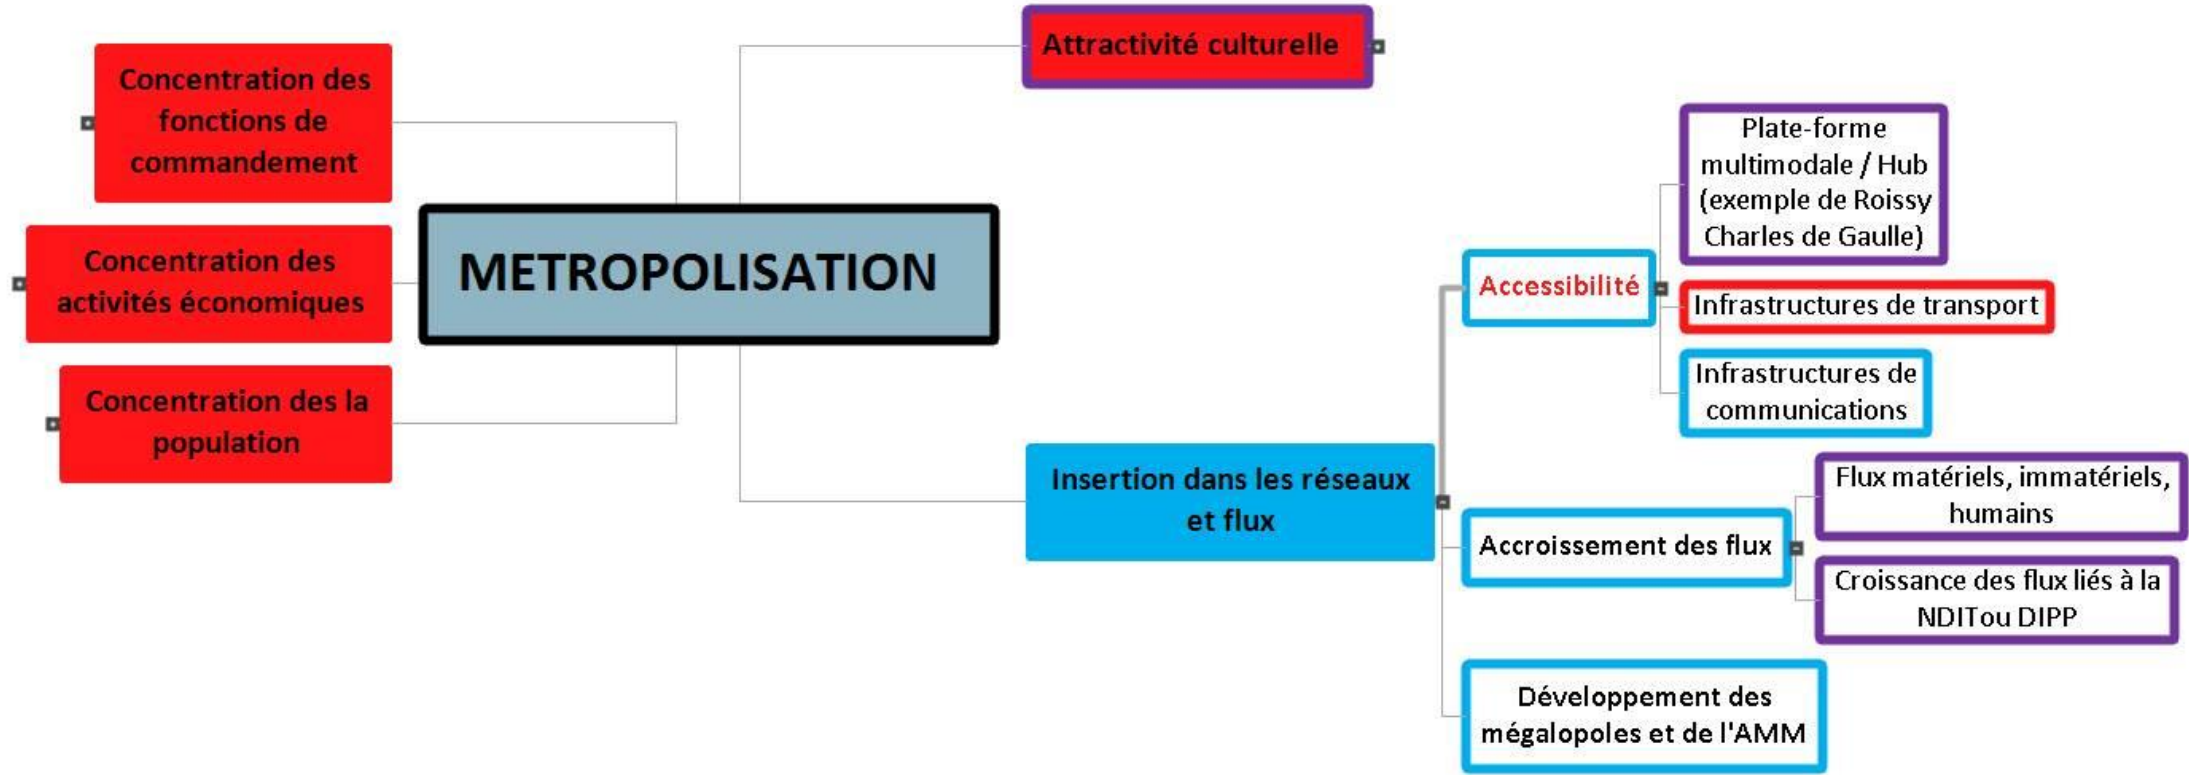 METROPOLISATION
Concentration des
fonctions de
commandement
Concentration des
activités économiques
Concentration des la
population
Attractivité culturelle
Insertion dans les réseaux
et flux
Accessibilité
Plate-forme
multimodale / Hub
(exemple de Roissy
Charles de Gaulle)
Infrastructures de transport
Infrastructures de
communications
Accroissement des flux
Flux matériels, immatériels,
humains
Croissance des flux liés à la
NDITou DIPP
Développement des
mégalopoles et de l'AMM